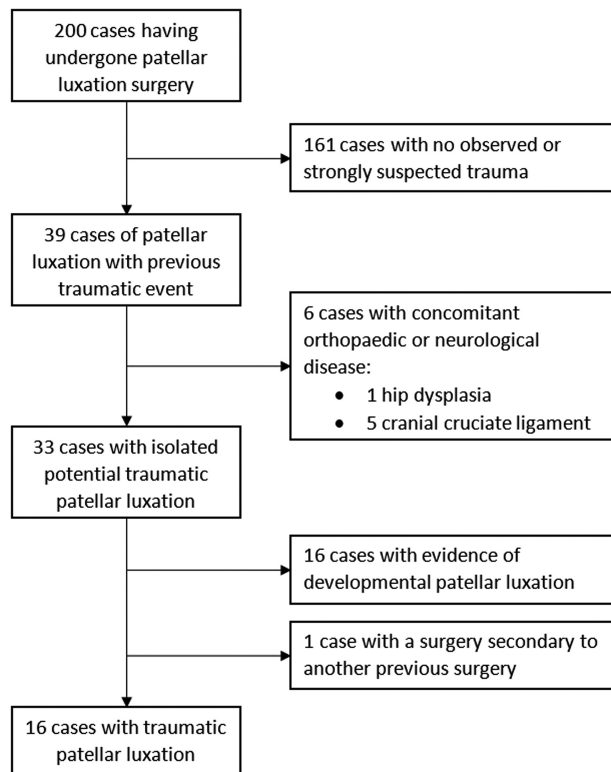 200 cases having
undergone patellar
luxation surgery
161 cases with no observed or
strongly suspected trauma
39 cases of patellar
luxation with previous
traumatic event
6 cases with concomitant
orthopaedic or neurological
disease:
• 1 hip dysplasia
• 5 cranial cruciate ligament
33 cases with isolated
potential traumatic
patellar luxation
16 cases with evidence of
developmental patellar luxation
1 case with a surgery secondary to
another previous surgery
16 cases with traumatic
patellar luxation